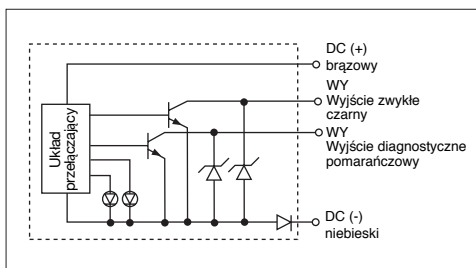 DC (+)
brązowy
WY
Wyjście zwykłe
czarny
WY
Wyjście diagnostyczne
pomarańczowy
Układ
przełączający
DC (-)
niebieski